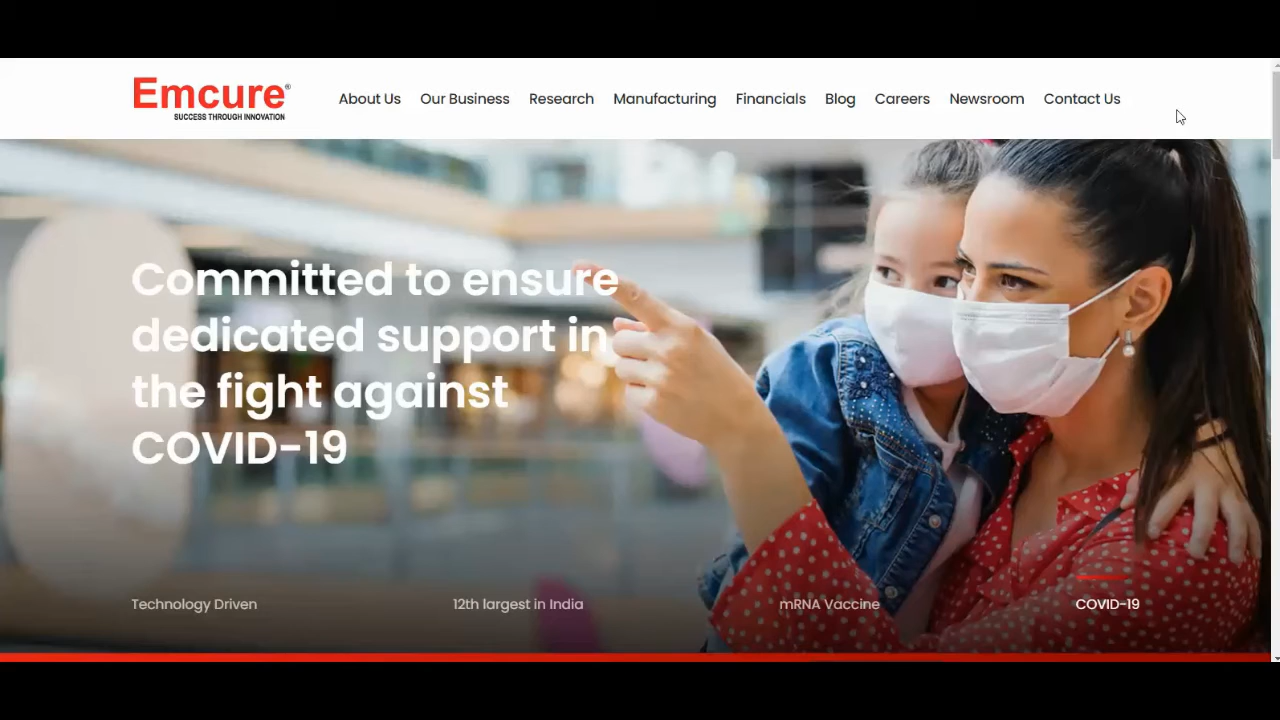 Emcure®
SUCCESS THROUGH INNOVATION
About Us Our Business Research Manufacturing Financials Blog Careers Newsroom Contact Us
Committed to ensure
dedicated support in
the fight against
COVID-19
Technology Driven 12th largest in India mRNA Vaccine COVID-19